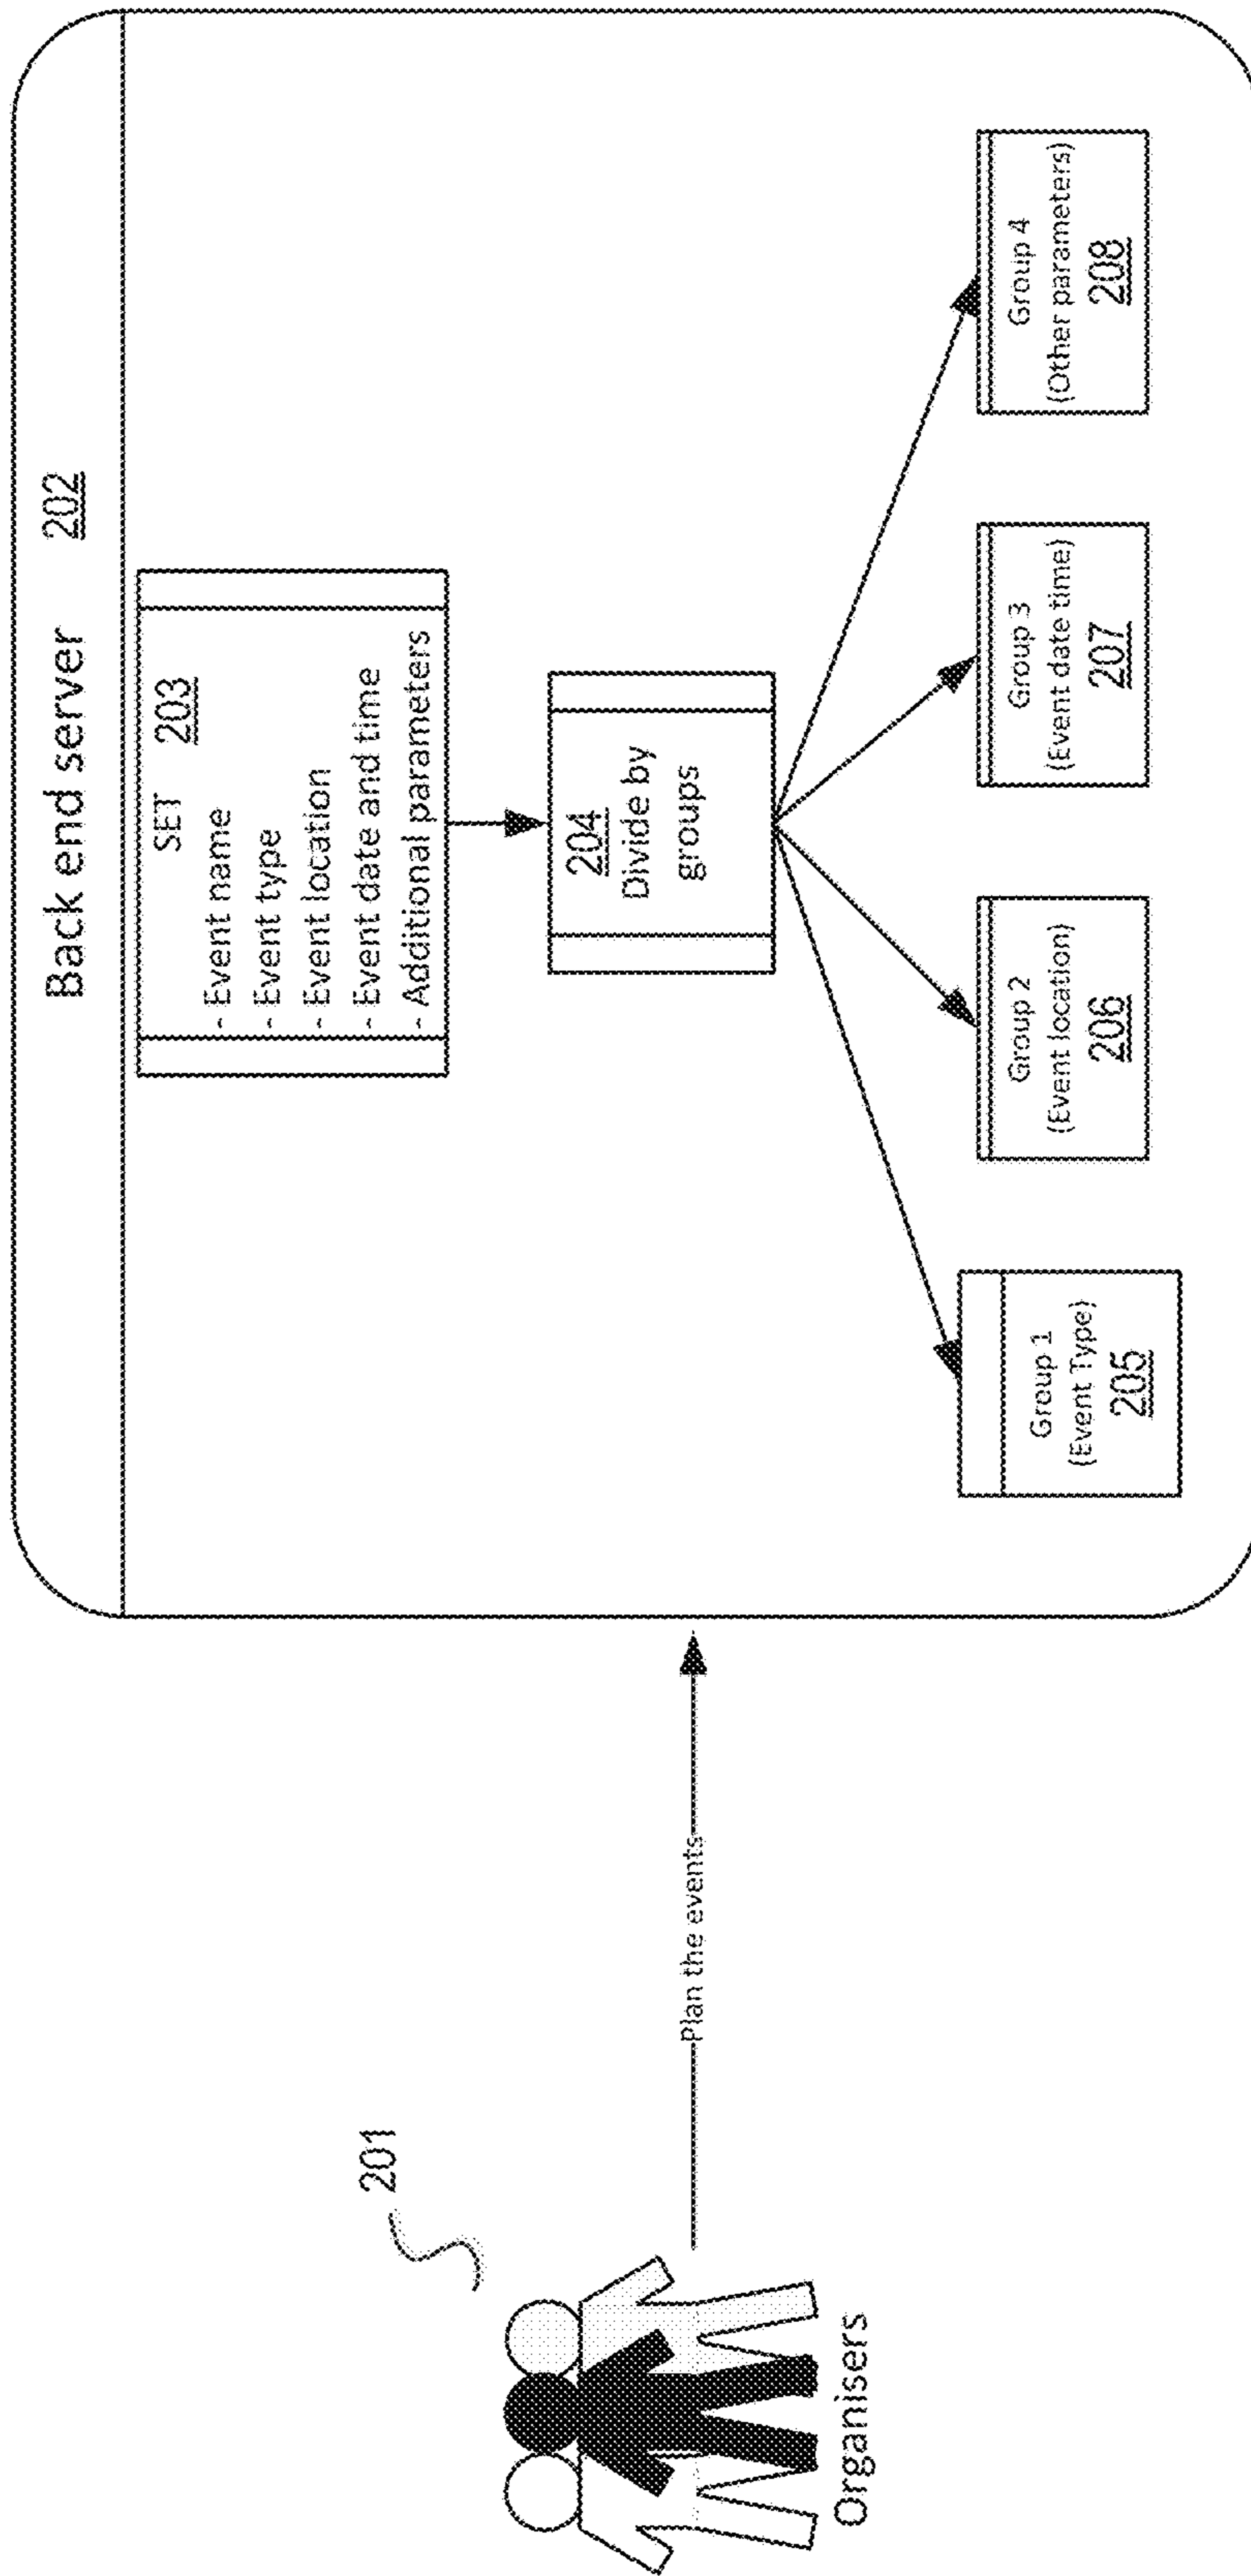 Back end server 202
SET 203
- Event name
- Event type
- Event location
- Event date and time
- Additional parameters
204
Divide by
groups
Group 1
(Event Type)
205
Group 2
(Event location)
206
Group 3
(Event date time)
207
Group 4
(Other parameters)
208
201
Plan the events
Organisers